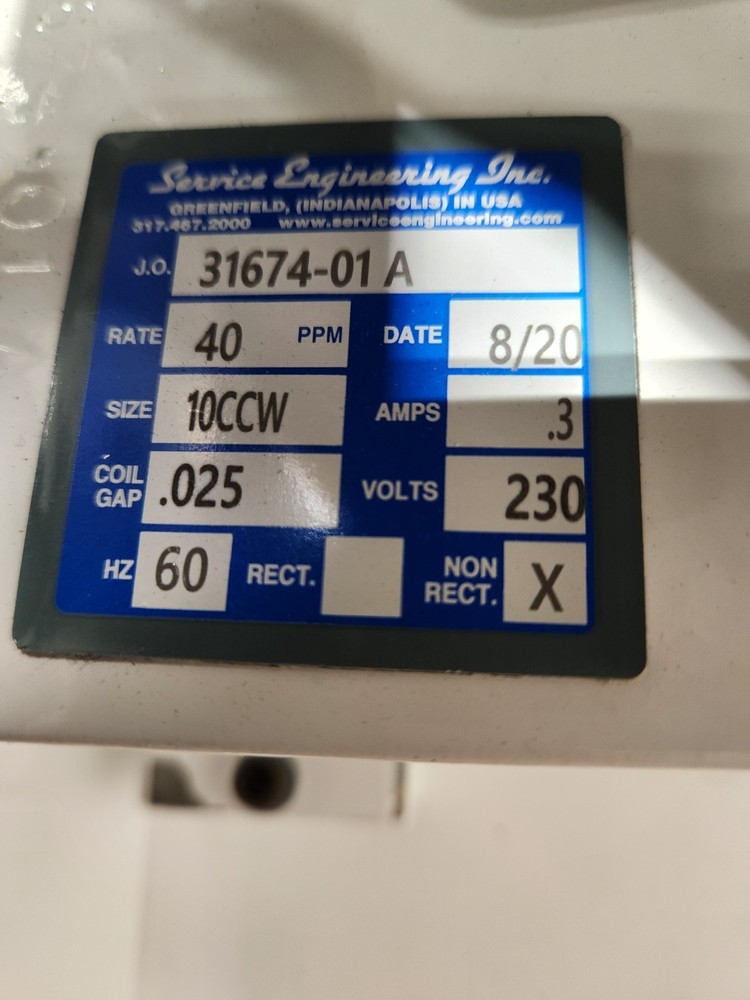 Service Engineering Inc.
GREENFIELD, (INDIANAPOLIS) IN USA
317.467.2000 www.serviceengineering.com
J.O. 31674-01 A
RATE 40 PPM DATE 8/20
SIZE 10CCW AMPS .3
COIL GAP .025 VOLTS 230
HZ 60 RECT. NON RECT. X